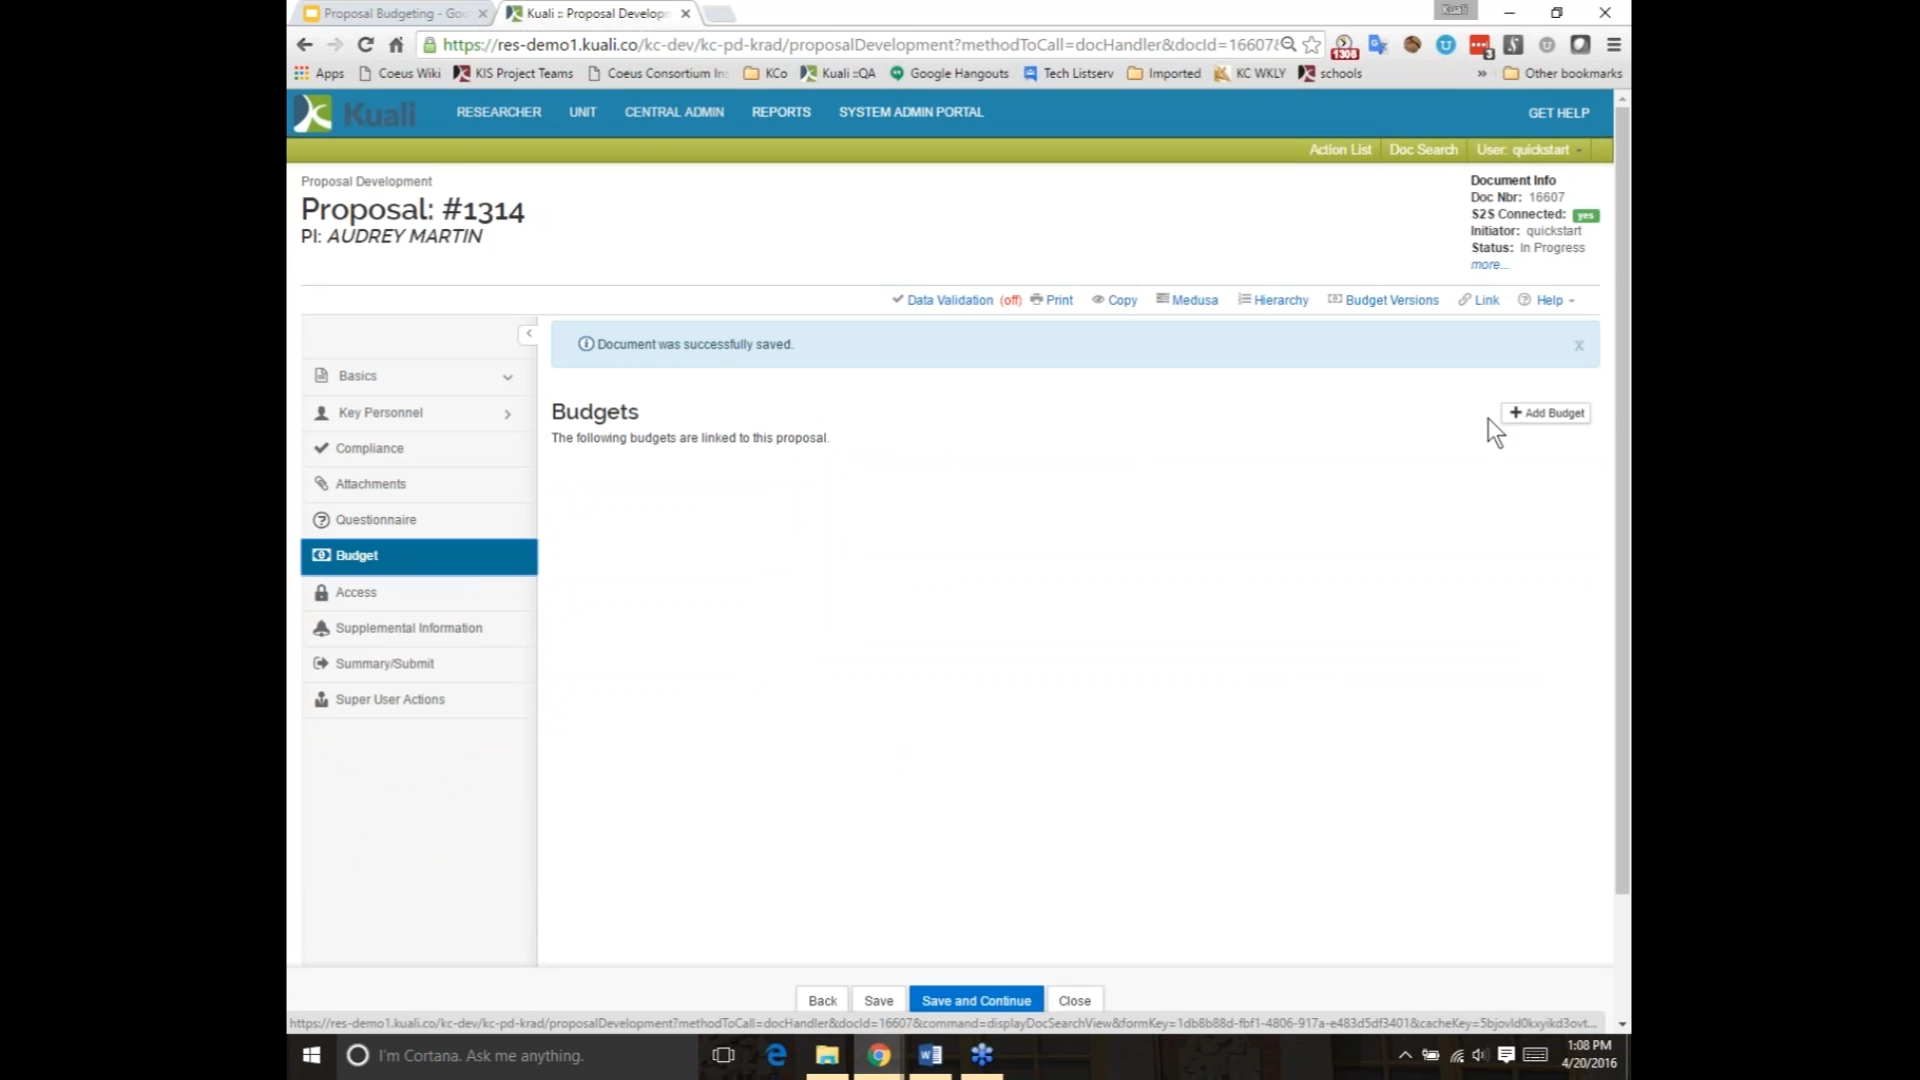 Proposal Budgeting - Goo
Kuali :: Proposal Developm
Kuali
https://res-demo1.kuali.co/kc-dev/kc-pd-krad/proposalDevelopment?methodToCall=docHandler&docId=16607&
1308
3
Apps
Coeus Wiki
KIS Project Teams
Coeus Consortium In
KCo
Kuali ::QA
Google Hangouts
Tech Listserv
Imported
KC WKLY
schools
»
Other bookmarks
Kuali
RESEARCHER
UNIT
CENTRAL ADMIN
REPORTS
SYSTEM ADMIN PORTAL
GET HELP
Action List
Doc Search
User: quickstart
Proposal Development
Proposal: #1314
PI: AUDREY MARTIN
Document Info
Doc Nbr: 16607
S2S Connected: yes
Initiator: quickstart
Status: In Progress
more...
Data Validation (off)
Print
Copy
Medusa
Hierarchy
Budget Versions
Link
Help
Document was successfully saved.
x
Basics
Key Personnel
Compliance
Attachments
Questionnaire
Budget
Access
Supplemental Information
Summary/Submit
Super User Actions
Budgets
+ Add Budget
The following budgets are linked to this proposal.
Back
Save
Save and Continue
Close
I'm Cortana. Ask me anything.
1:08 PM
4/20/2016